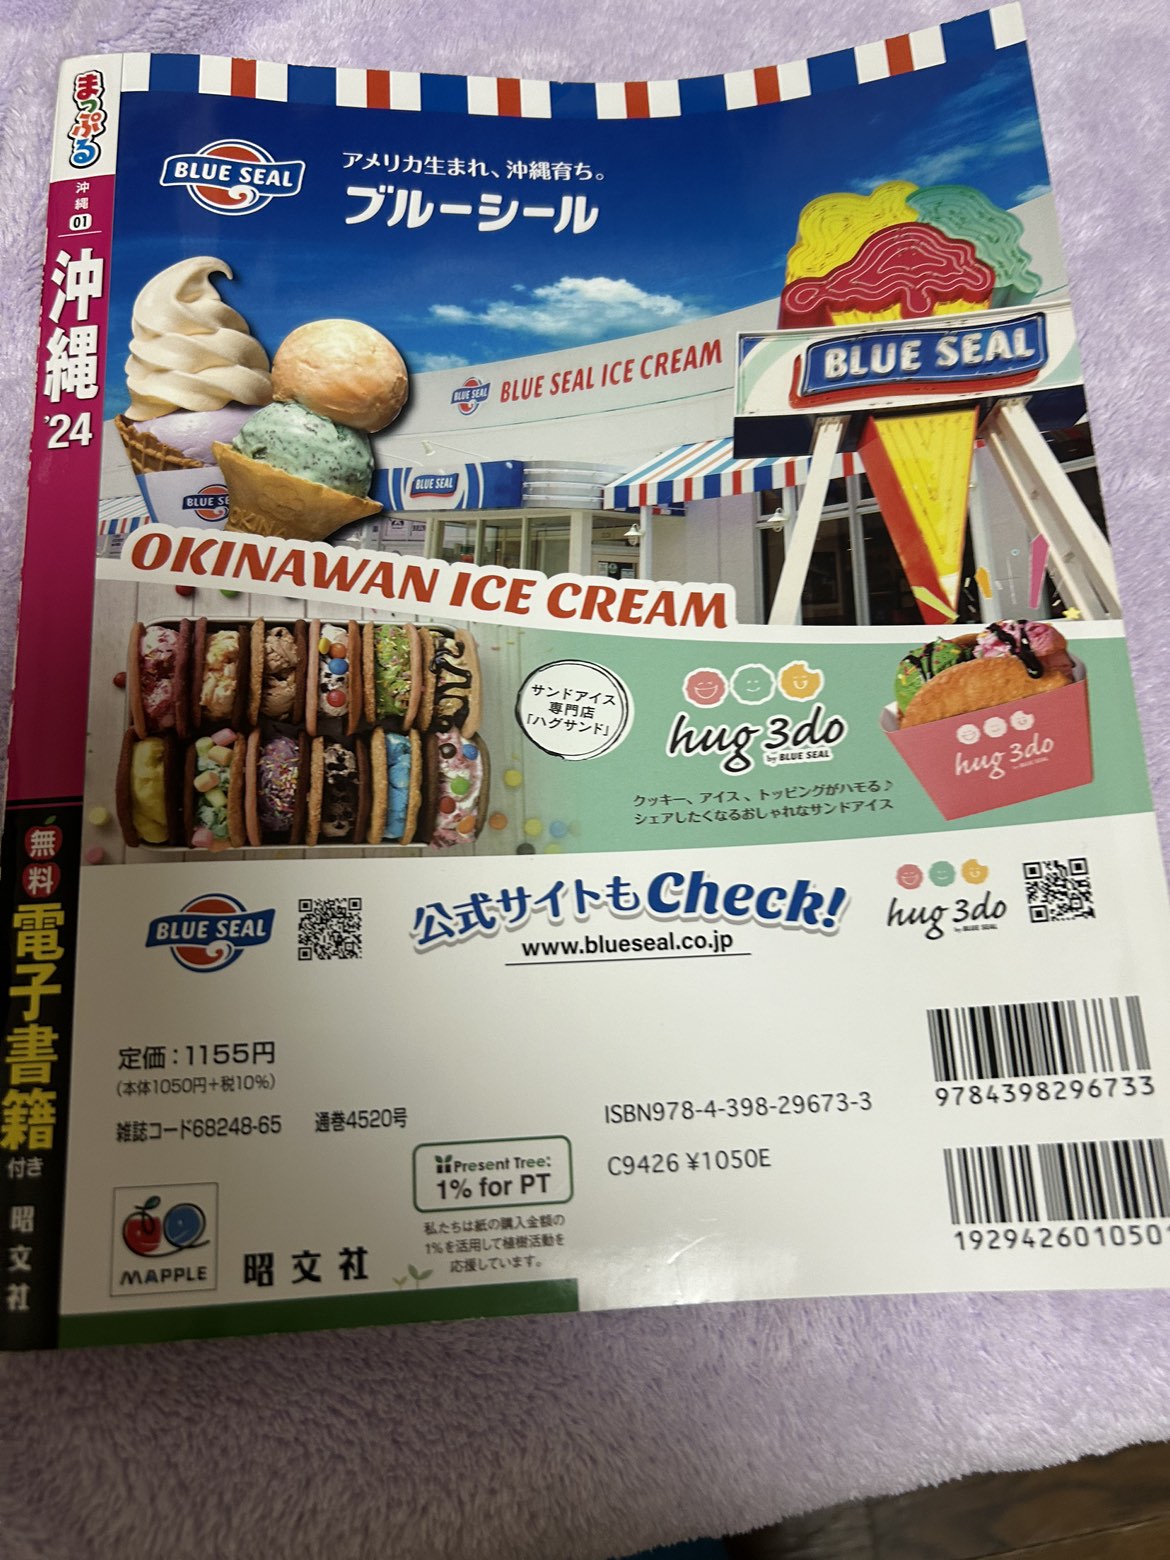 まっぷる
沖縄
01
沖縄
'24
無料
電子書籍
付き
昭文社
BLUE SEAL
アメリカ生まれ、沖縄育ち。
ブルーシール
BLUE SEAL
BLUE SEAL ICE CREAM
BLUE SEAL
BLUE SEAL
BLUE SE
OKINAWAN ICE CREAM
サンドアイス
専門店
「ハグサンド」
hug 3do
by BLUE SEAL
hug 3do
by BLUE SEAL
クッキー、アイス、トッピングがハモる♪
シェアしたくなるおしゃれなサンドアイス
BLUE SEAL
公式サイトもCheck!
www.blueseal.co.jp
hug 3do
by BLUE SEAL
定価：1155円
(本体1050円+税10%)
雑誌コード68248-65 通巻4520号
ISBN978-4-398-29673-3
C9426 ¥1050E
9784398296733
1929426010501
Present Tree:
1% for PT
私たちは紙の購入金額の
1%を活用して植樹活動を
応援しています。
MAPPLE
昭文社